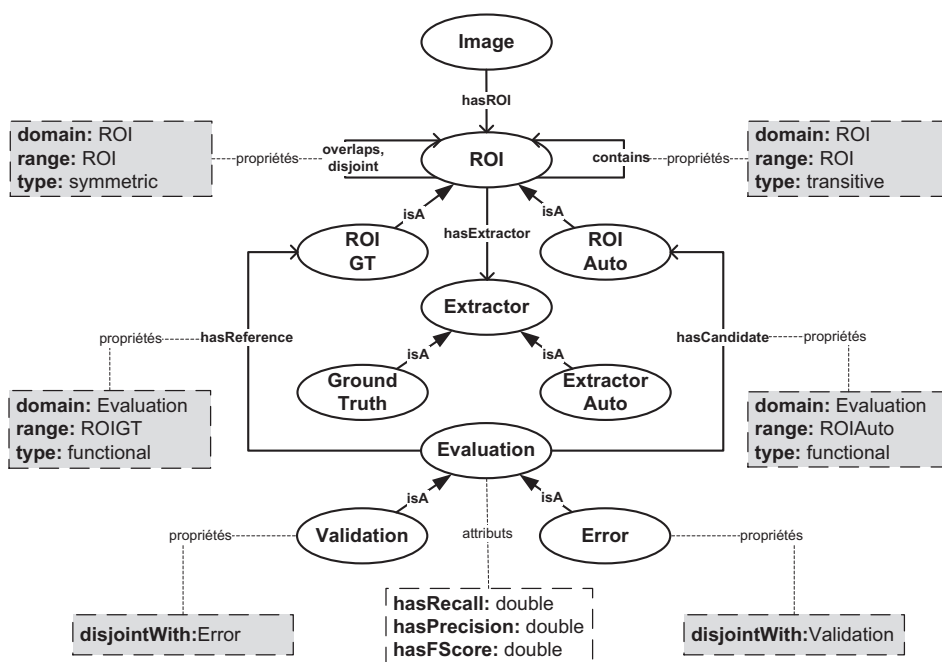 Image
hasROI
domain: ROI
range: ROI
type: symmetric
propriétés
overlaps,
disjoint
ROI
contains
propriétés
domain: ROI
range: ROI
type: transitive
isA
hasExtractor
isA
ROI
GT
ROI
Auto
Extractor
propriétés
hasReference
hasCandidate
propriétés
isA
isA
Ground
Truth
Extractor
Auto
domain: Evaluation
range: ROIGT
type: functional
domain: Evaluation
range: ROIAuto
type: functional
Evaluation
isA
isA
propriétés
Validation
attributs
Error
propriétés
disjointWith:Error
hasRecall: double
hasPrecision: double
hasFScore: double
disjointWith:Validation